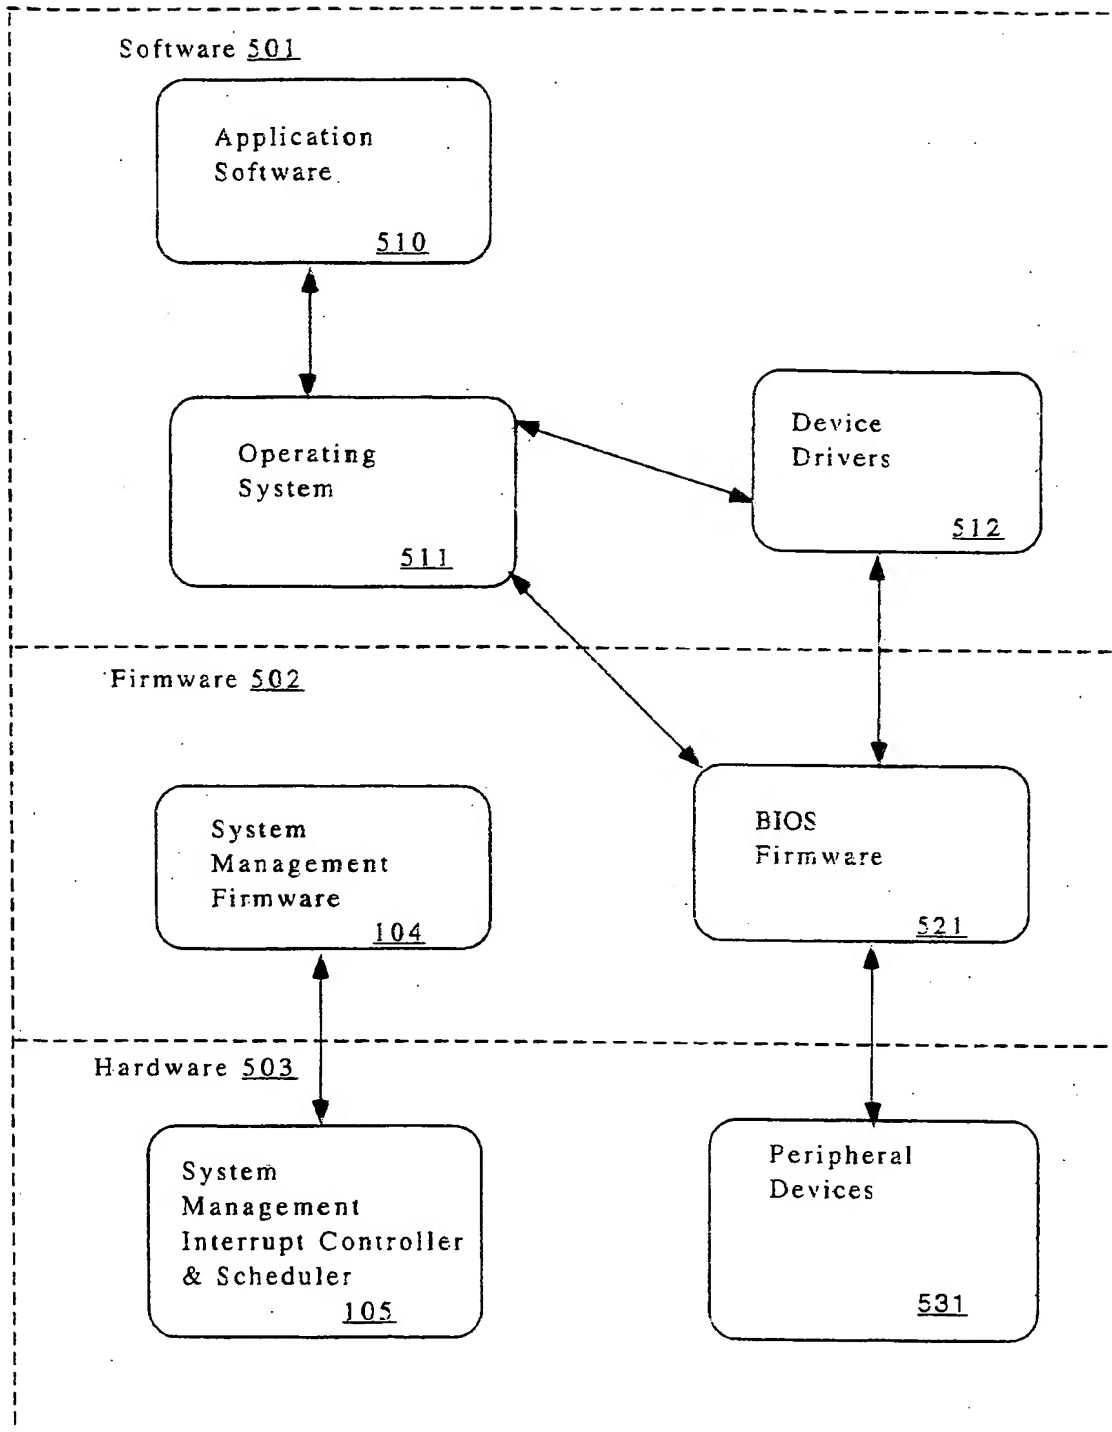 Software 501
Application
Software
510
Operating
System
511
Device
Drivers
512
Firmware 502
System
Management
Firmware
104
BIOS
Firmware
521
Hardware 503
System
Management
Interrupt Controller
& Scheduler
105
Peripheral
Devices
531